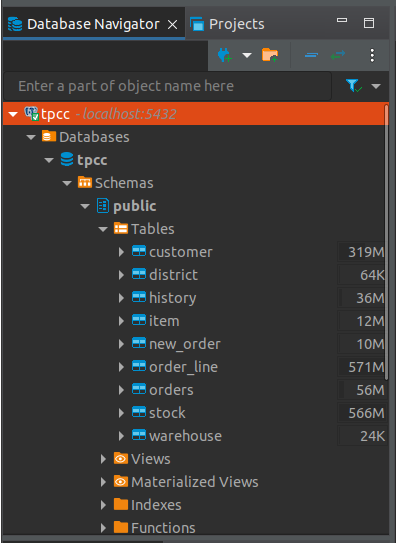 Database Navigator Projects
Enter a part of object name here
tpcc - localhost:5432
Databases
tpcc
Schemas
public
Tables
customer 319M
district 64K
history 36M
item 12M
new_order 10M
order_line 571M
orders 56M
stock 566M
warehouse 24K
Views
Materialized Views
Indexes
Functions